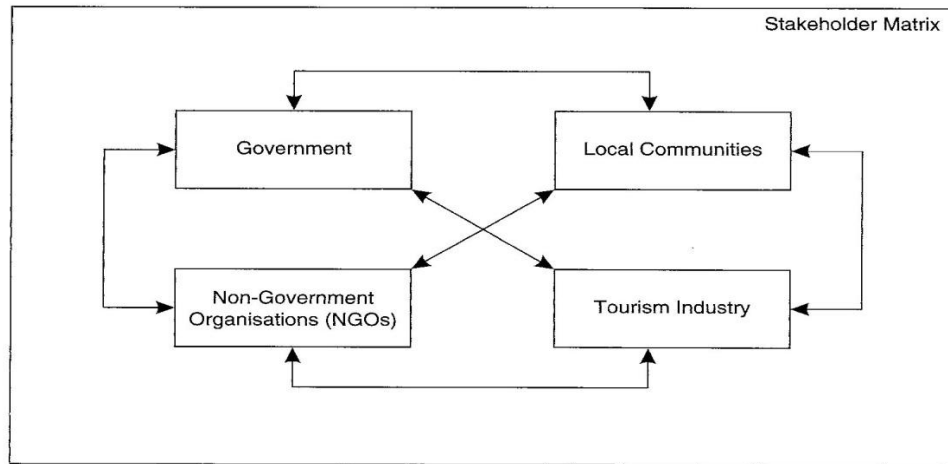 Stakeholder Matrix
Government
Local Communities
Non-Government
Organisations (NGOs)
Tourism Industry